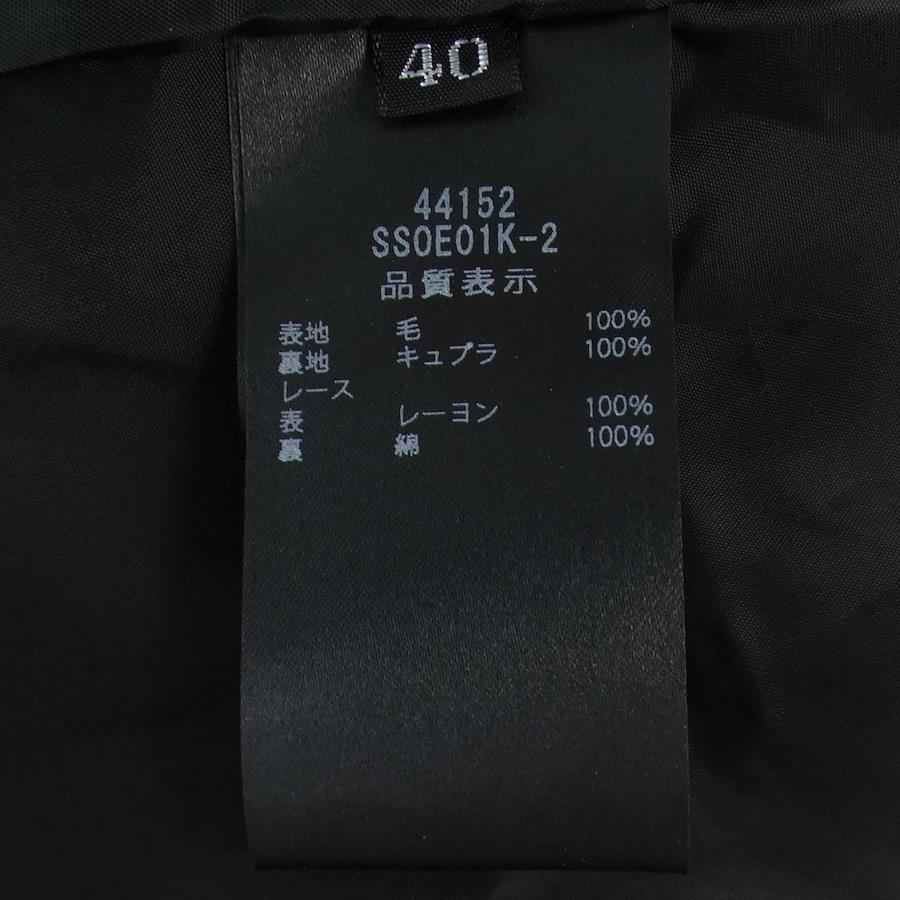 40
44152
SS0E01K-2
品質表示
表地 毛 100%
裏地 キュプラ 100%
レース
表 レーヨン 100%
裏 綿 100%